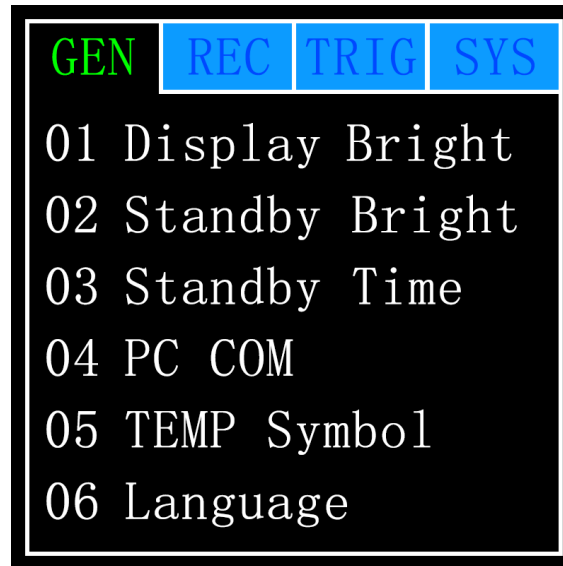 GEN REC TRIG SYS
01 Display Bright
02 Standby Bright
03 Standby Time
04 PC COM
05 TEMP Symbol
06 Language